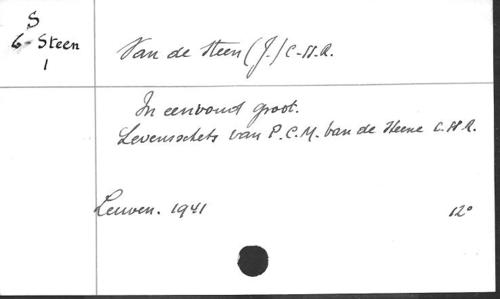 S
6-Steen
1
Van de Steen (J.) C.ss.R.
In eenvoud groot.
Levensschets van P.C.M. Van de Steene C.ss.R.
Leuven. 1941
12°